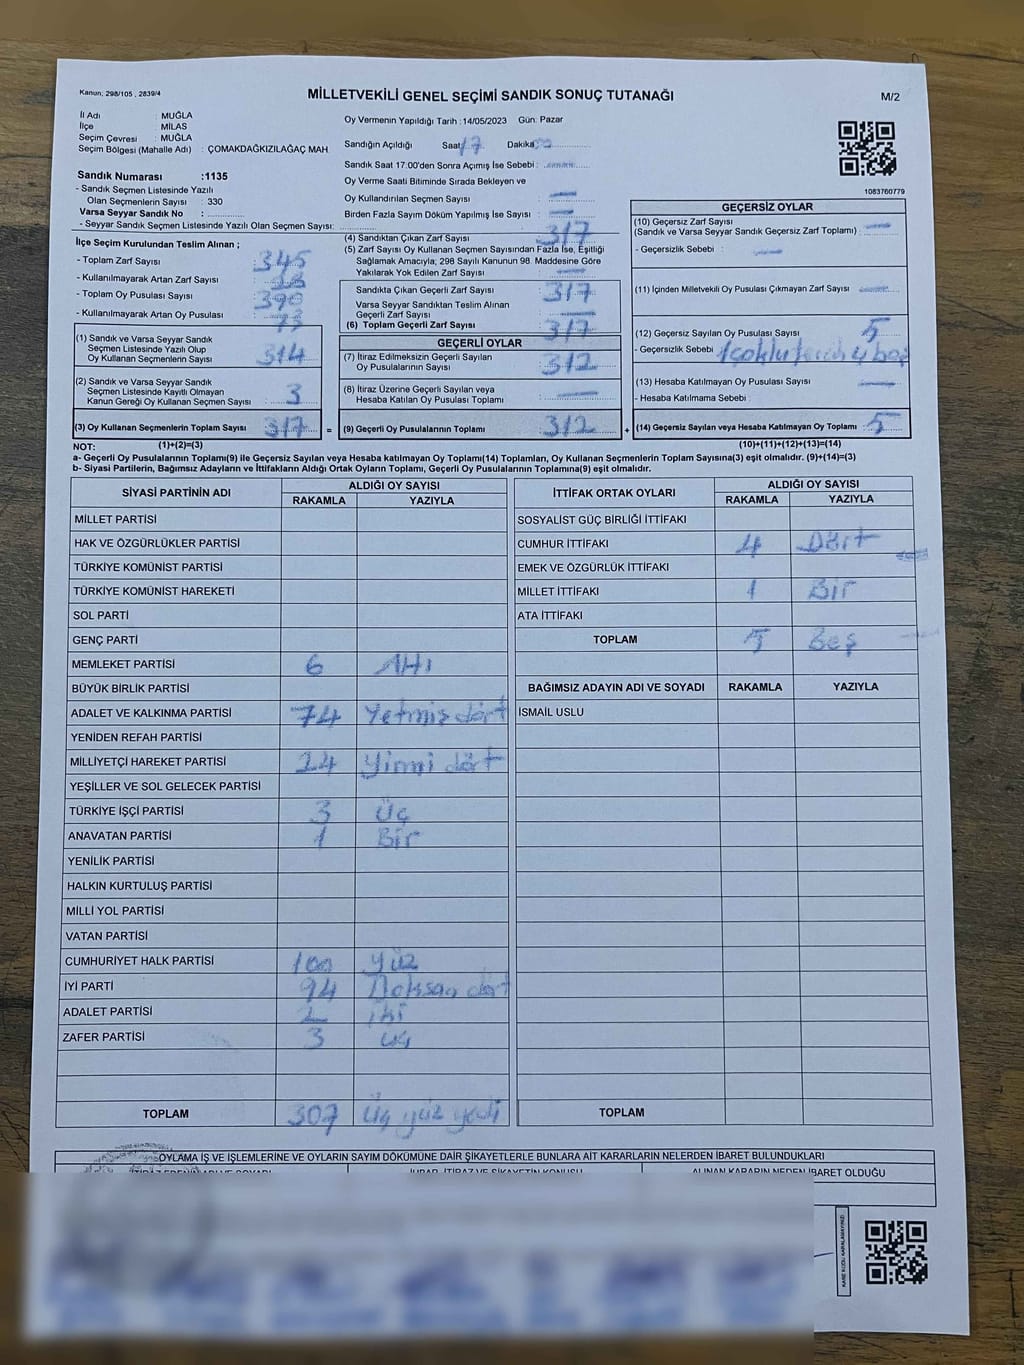 Kanun; 298/105 , 2839/4
MİLLETVEKİLİ GENEL SEÇİMİ SANDIK SONUÇ TUTANAĞI
M/2
İl Adı : MUĞLA
İlçe : MİLAS
Seçim Çevresi : MUĞLA
Seçim Bölgesi (Mahalle Adı) : ÇOMAKDAĞKIZILAĞAÇ MAH.
Sandık Numarası :1135
- Sandık Seçmen Listesinde Yazılı
Olan Seçmenlerin Sayısı : 330
Varsa Seyyar Sandık No :
- Seyyar Sandık Seçmen Listesinde Yazılı Olan Seçmen Sayısı:
Oy Vermenin Yapıldığı Tarih :14/05/2023 Gün: Pazar
Sandığın Açıldığı Saat 17 Dakika 00
Sandık Saat 17:00'den Sonra Açımış İse Sebebi :
Oy Verme Saati Bitiminde Sırada Bekleyen ve
Oy Kullandırılan Seçmen Sayısı : —
Birden Fazla Sayım Döküm Yapılmış İse Sayısı : —
1083760779
İlçe Seçim Kurulundan Teslim Alınan ;
- Toplam Zarf Sayısı : 345
- Kullanılmayarak Artan Zarf Sayısı : 28
- Toplam Oy Pusulası Sayısı : 390
- Kullanılmayarak Artan Oy Pusulası : 73
(1) Sandık ve Varsa Seyyar Sandık
Seçmen Listesinde Yazılı Olup
Oy Kullanan Seçmenlerin Sayısı : 314
(2) Sandık ve Varsa Seyyar Sandık
Seçmen Listesinde Kayıtlı Olmayan
Kanun Gereği Oy Kullanan Seçmen Sayısı : 3
(3) Oy Kullanan Seçmenlerin Toplam Sayısı : 317 =
(4) Sandıktan Çıkan Zarf Sayısı : 317
(5) Zarf Sayısı Oy Kullanan Seçmen Sayısından Fazla İse, Eşitliği
Sağlamak Amacıyla; 298 Sayılı Kanunun 98. Maddesine Göre
Yakılarak Yok Edilen Zarf Sayısı : —
Sandıkta Çıkan Geçerli Zarf Sayısı : 317
Varsa Seyyar Sandıktan Teslim Alınan
Geçerli Zarf Sayısı : —
(6) Toplam Geçerli Zarf Sayısı : 317
GEÇERLİ OYLAR
(7) İtiraz Edilmeksizin Geçerli Sayılan
Oy Pusulalarının Sayısı : 312
(8) İtiraz Üzerine Geçerli Sayılan veya
Hesaba Katılan Oy Pusulası Toplamı : —
(9) Geçerli Oy Pusulalarının Toplamı : 312 +
GEÇERSİZ OYLAR
(10) Geçersiz Zarf Sayısı
(Sandık ve Varsa Seyyar Sandık Geçersiz Zarf Toplamı) : —
- Geçersizlik Sebebi : —
(11) İçinden Milletvekili Oy Pusulası Çıkmayan Zarf Sayısı : —
(12) Geçersiz Sayılan Oy Pusulası Sayısı : 5
- Geçersizlik Sebebi : 1 çoklu tercih 4 boş
(13) Hesaba Katılmayan Oy Pusulası Sayısı : —
- Hesaba Katılmama Sebebi :
(14) Geçersiz Sayılan veya Hesaba Katılmayan Oy Toplamı : 5
NOT: (1)+(2)=(3) (10)+(11)+(12)+(13)=(14)
a- Geçerli Oy Pusulalarının Toplamı(9) ile Geçersiz Sayılan veya Hesaba katılmayan Oy Toplamı(14) Toplamları, Oy Kullanan Seçmenlerin Toplam Sayısına(3) eşit olmalıdır. (9)+(14)=(3)
b- Siyasi Partilerin, Bağımsız Adayların ve İttifakların Aldığı Ortak Oyların Toplamı, Geçerli Oy Pusulalarının Toplamına(9) eşit olmalıdır.
SİYASİ PARTİNİN ADI ALDIĞI OY SAYISI
RAKAMLA YAZIYLA
MİLLET PARTİSİ
HAK VE ÖZGÜRLÜKLER PARTİSİ
TÜRKİYE KOMÜNİST PARTİSİ
TÜRKİYE KOMÜNİST HAREKETİ
SOL PARTİ
GENÇ PARTİ
MEMLEKET PARTİSİ 6 Altı
BÜYÜK BİRLİK PARTİSİ
ADALET VE KALKINMA PARTİSİ 74 Yetmiş dört
YENİDEN REFAH PARTİSİ
MİLLİYETÇİ HAREKET PARTİSİ 24 Yirmi dört
YEŞİLLER VE SOL GELECEK PARTİSİ
TÜRKİYE İŞÇİ PARTİSİ 3 Üç
ANAVATAN PARTİSİ 1 Bir
YENİLİK PARTİSİ
HALKIN KURTULUŞ PARTİSİ
MİLLİ YOL PARTİSİ
VATAN PARTİSİ
CUMHURİYET HALK PARTİSİ 100 Yüz
İYİ PARTİ 94 Doksan dört
ADALET PARTİSİ 2 iki
ZAFER PARTİSİ 3 üç
TOPLAM 307 Üç yüz yedi
İTTİFAK ORTAK OYLARI ALDIĞI OY SAYISI
RAKAMLA YAZIYLA
SOSYALİST GÜÇ BİRLİĞİ İTTİFAKI
CUMHUR İTTİFAKI 4 Dört
EMEK VE ÖZGÜRLÜK İTTİFAKI
MİLLET İTTİFAKI 1 Bir
ATA İTTİFAKI
TOPLAM 5 Beş
BAĞIMSIZ ADAYIN ADI VE SOYADI RAKAMLA YAZIYLA
İSMAİL USLU
TOPLAM
OYLAMA İŞ VE İŞLEMLERİNE VE OYLARIN SAYIM DÖKÜMÜNE DAİR ŞİKAYETLERLE BUNLARA AİT KARARLARIN NELERDEN İBARET BULUNDUKLARI
ALINAN KARARIN NEDEN İBARET OLDUĞU
KARE KODU KARALAMAYINIZ!